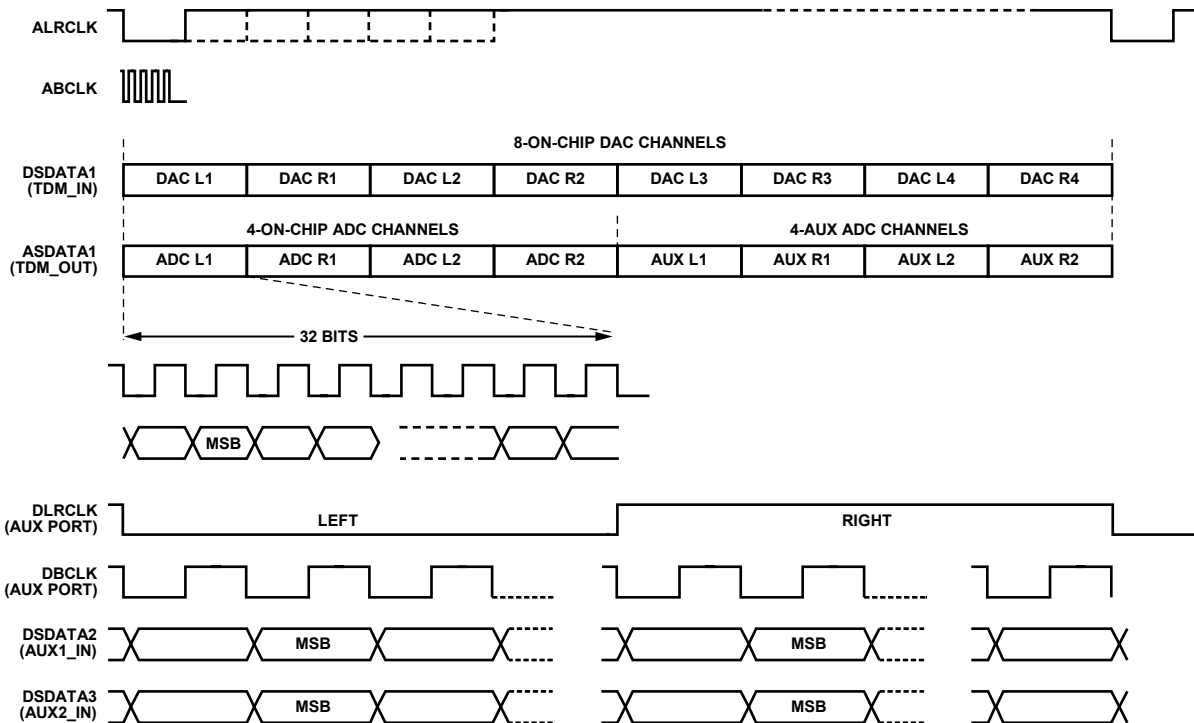 ALRCLK
ABCLK
8-ON-CHIP DAC CHANNELS
DSDATA1
(TDM_IN)
DAC L1 DAC R1 DAC L2 DAC R2 DAC L3 DAC R3 DAC L4 DAC R4
4-ON-CHIP ADC CHANNELS 4-AUX ADC CHANNELS
ASDATA1
(TDM_OUT)
ADC L1 ADC R1 ADC L2 ADC R2 AUX L1 AUX R1 AUX L2 AUX R2
32 BITS
MSB
DLRCLK
(AUX PORT)
LEFT RIGHT
DBCLK
(AUX PORT)
DSDATA2
(AUX1_IN)
MSB MSB
DSDATA3
(AUX2_IN)
MSB MSB